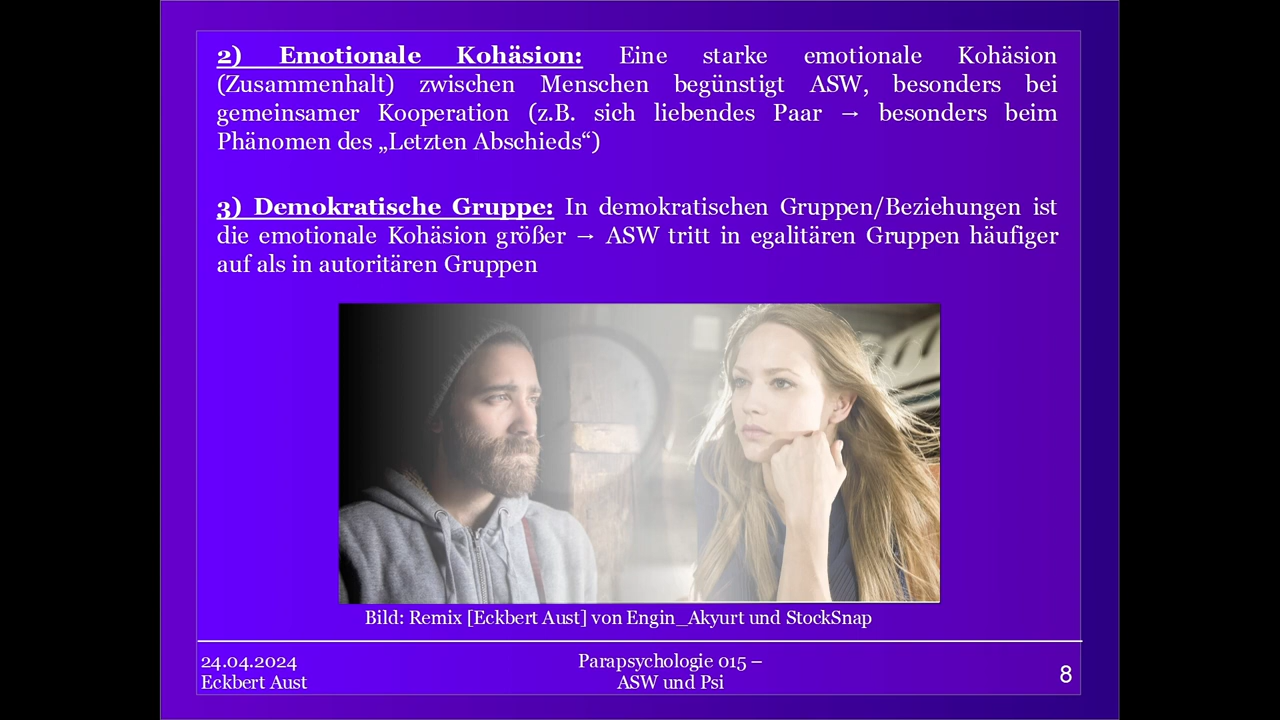 2) Emotionale Kohäsion: Eine starke emotionale Kohäsion
(Zusammenhalt) zwischen Menschen begünstigt ASW, besonders bei
gemeinsamer Kooperation (z.B. sich liebendes Paar → besonders beim
Phänomen des „Letzten Abschieds“)
3) Demokratische Gruppe: In demokratischen Gruppen/Beziehungen ist
die emotionale Kohäsion größer → ASW tritt in egalitären Gruppen häufiger
auf als in autoritären Gruppen
Bild: Remix [Eckbert Aust] von Engin_Akyurt und StockSnap
24.04.2024
Eckbert Aust
Parapsychologie 015 –
ASW und Psi
8